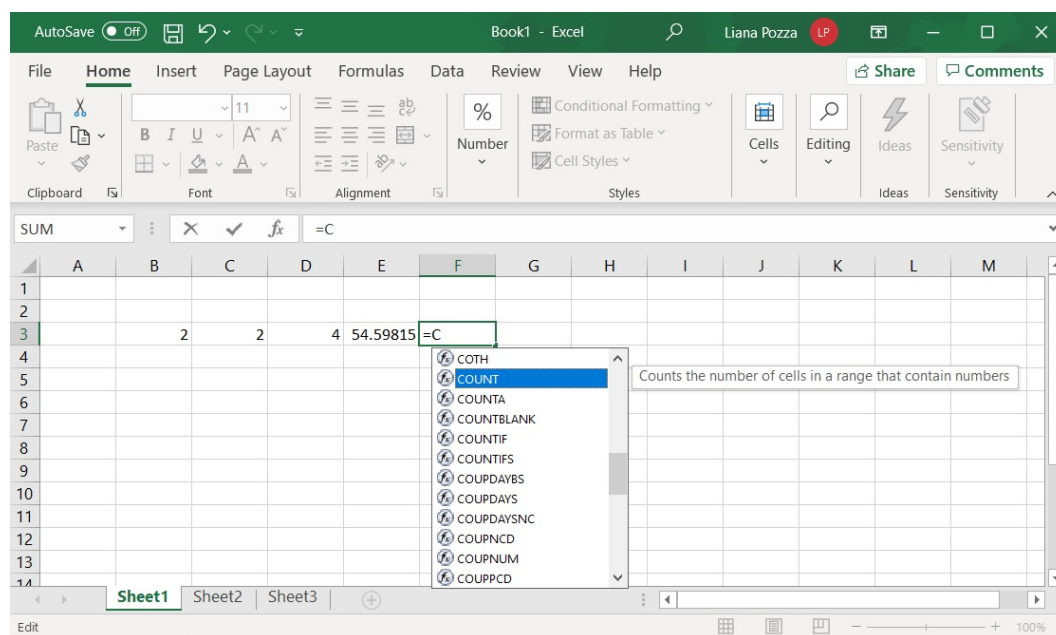 AutoSave Off Book1 - Excel Liana Pozza LP
File Home Insert Page Layout Formulas Data Review View Help Share Comments
11 ab
B I U A A % Conditional Formatting
Paste Number Format as Table Cells Editing Ideas Sensitivity
A Cell Styles
Clipboard Font Alignment Styles Ideas Sensitivity
SUM fx =C
A B C D E F G H I J K L M
1
2
3 2 2 4 54.59815 =C
4 COTH
5 COUNT Counts the number of cells in a range that contain numbers
6 COUNTA
7 COUNTBLANK
8 COUNTIF
9 COUNTIFS
10 COUPDAYBS
COUPDAYS
11 COUPDAYSNC
12 COUPNCD
13 COUPNUM
14 COUPPCD
Sheet1 Sheet2 Sheet3
Edit 100%